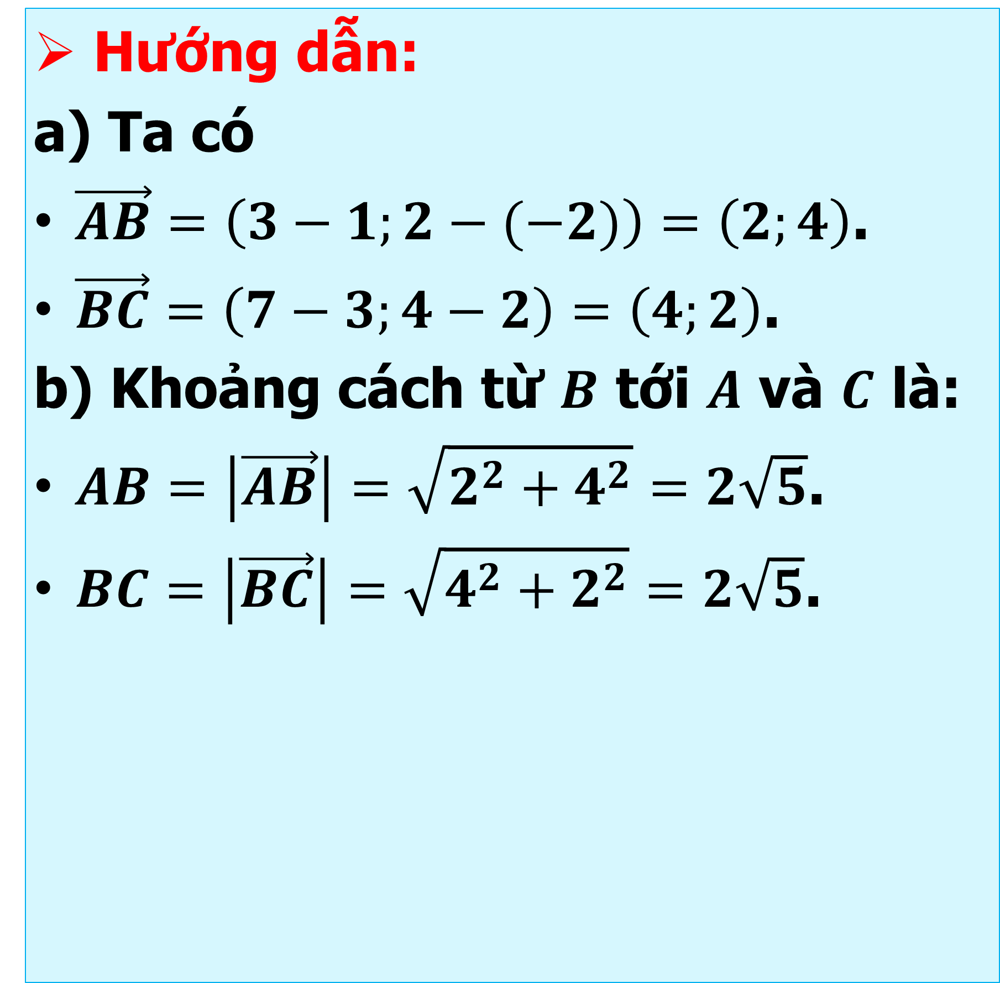 ➢ Hướng dẫn:
a) Ta có
• $\overrightarrow{AB} = (3 - 1; 2 - (-2)) = (2; 4)$.
• $\overrightarrow{BC} = (7 - 3; 4 - 2) = (4; 2)$.
b) Khoảng cách từ $B$ tới $A$ và $C$ là:
• $AB = |\overrightarrow{AB}| = \sqrt{2^2 + 4^2} = 2\sqrt{5}$.
• $BC = |\overrightarrow{BC}| = \sqrt{4^2 + 2^2} = 2\sqrt{5}$.